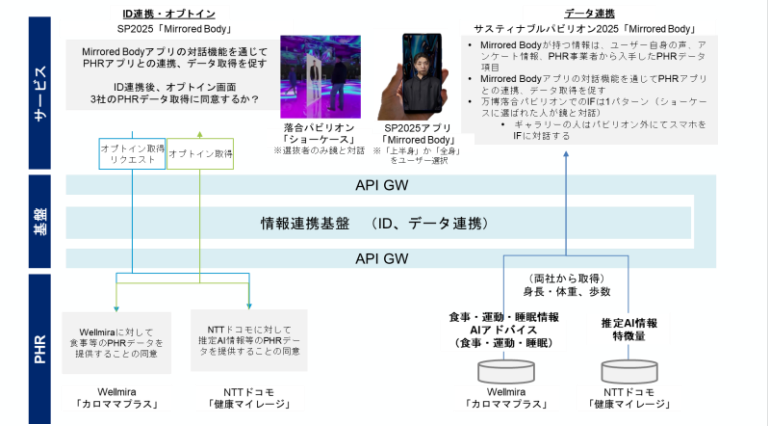 ID連携・オプトイン
SP2025「Mirrored Body」
Mirrored Bodyアプリの対話機能を通じて
PHRアプリとの連携、データ取得を促す
ID連携後、オプトイン画面
3社のPHRデータ取得に同意するか？
落合パビリオン
「ショーケース」
※選抜者のみ鏡と対話
SP2025アプリ
「Mirrored Body」
※「上半身」か「全身」
をユーザー選択
データ連携
サスティナブルパビリオン2025「Mirrored Body」
• Mirrored Bodyが持つ情報は、ユーザー自身の声、ア
ンケート情報、PHR事業者から入手したPHRデータ
項目
• Mirrored Bodyアプリの対話機能を通じてPHRアプ
リとの連携、データ取得を促す
• 万博落合パビリオンでのIFは1パターン（ショーケー
スに選ばれた人が鏡と対話）
• ギャラリーの人はパビリオン外にてスマホを
IFに対話する
サービス
オプトイン取得
リクエスト
オプトイン取得
基盤
API GW
情報連携基盤　（ID、データ連携）
API GW
PHR
Wellmiraに対して
食事等のPHRデータを
提供することの同意
Wellmira
「カロママプラス」
NTTドコモに対して
推定AI情報等のPHRデー
タを提供することの同意
NTTドコモ
「健康マイレージ」
（両社から取得）
身長・体重、歩数
食事・運動・睡眠情報
AIアドバイス
（食事・運動・睡眠）
推定AI情報
特徴量
Wellmira
「カロママプラス」
NTTドコモ
「健康マイレージ」